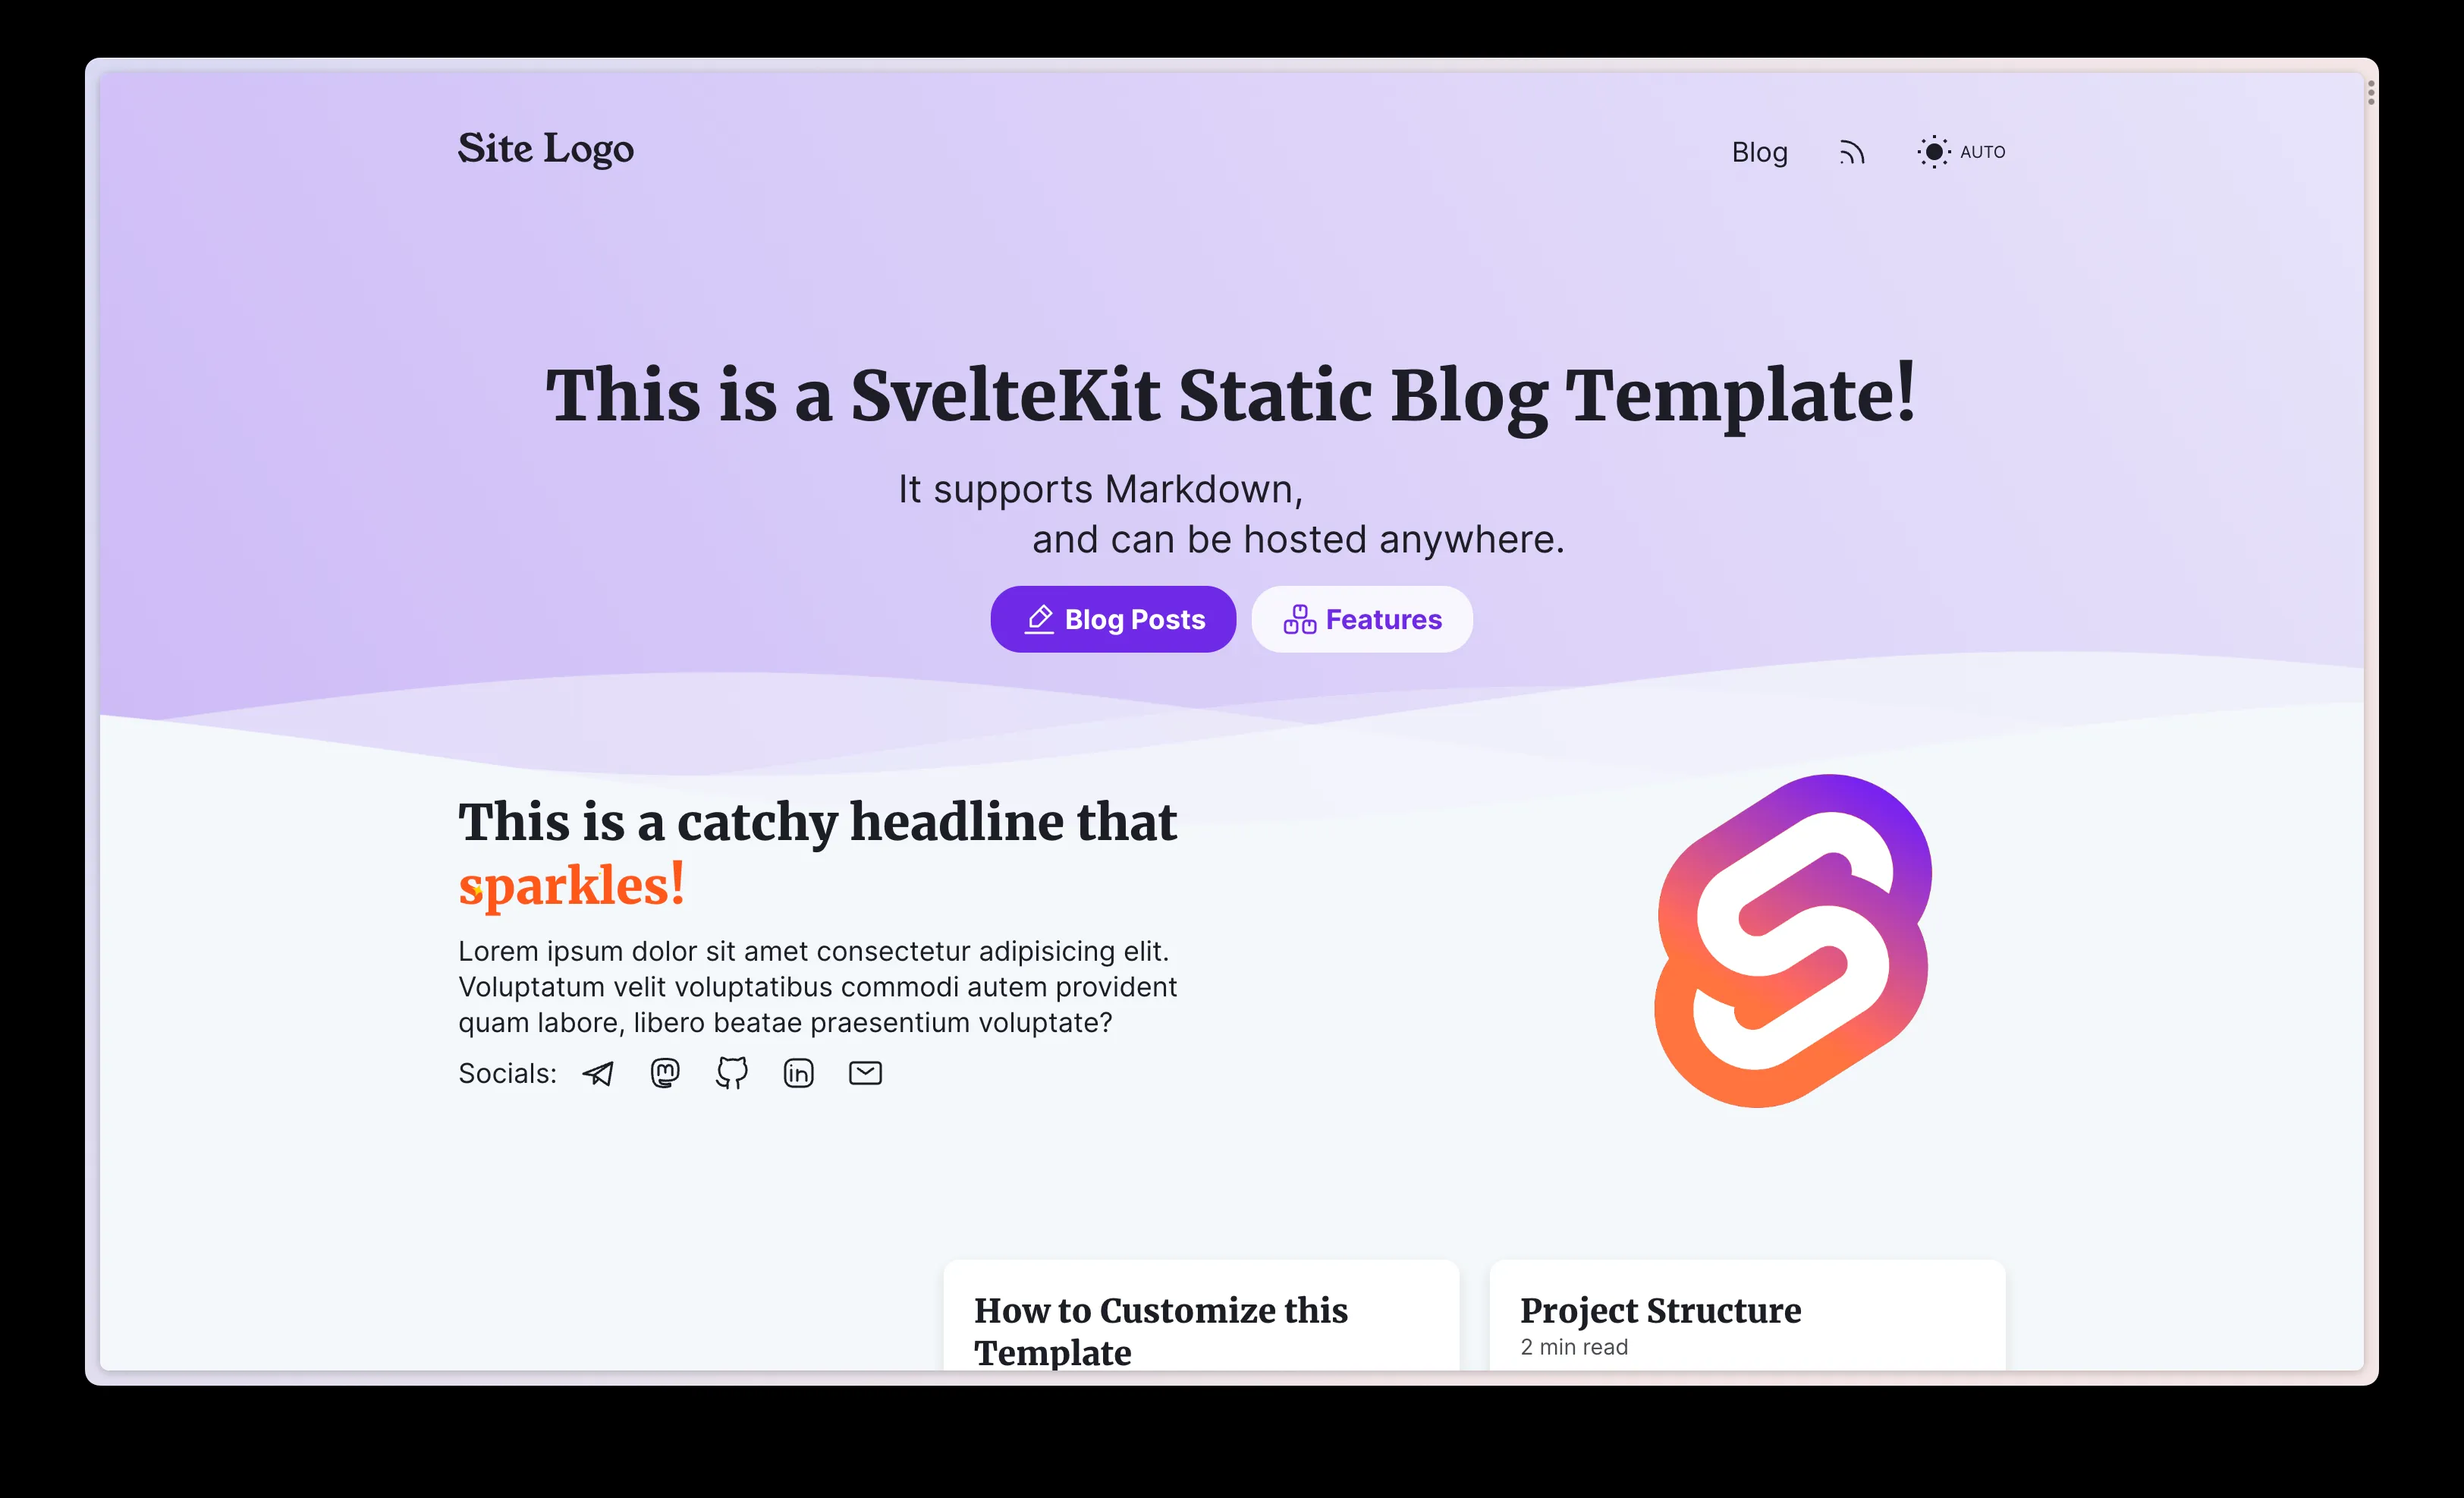 Site Logo
Blog
AUTO
This is a SvelteKit Static Blog Template!
It supports Markdown,
and can be hosted anywhere.
Blog Posts
Features
This is a catchy headline that
sparkles!
Lorem ipsum dolor sit amet consectetur adipisicing elit.
Voluptatum velit voluptatibus commodi autem provident
quam labore, libero beatae praesentium voluptate?
Socials:
How to Customize this
Template
Project Structure
2 min read